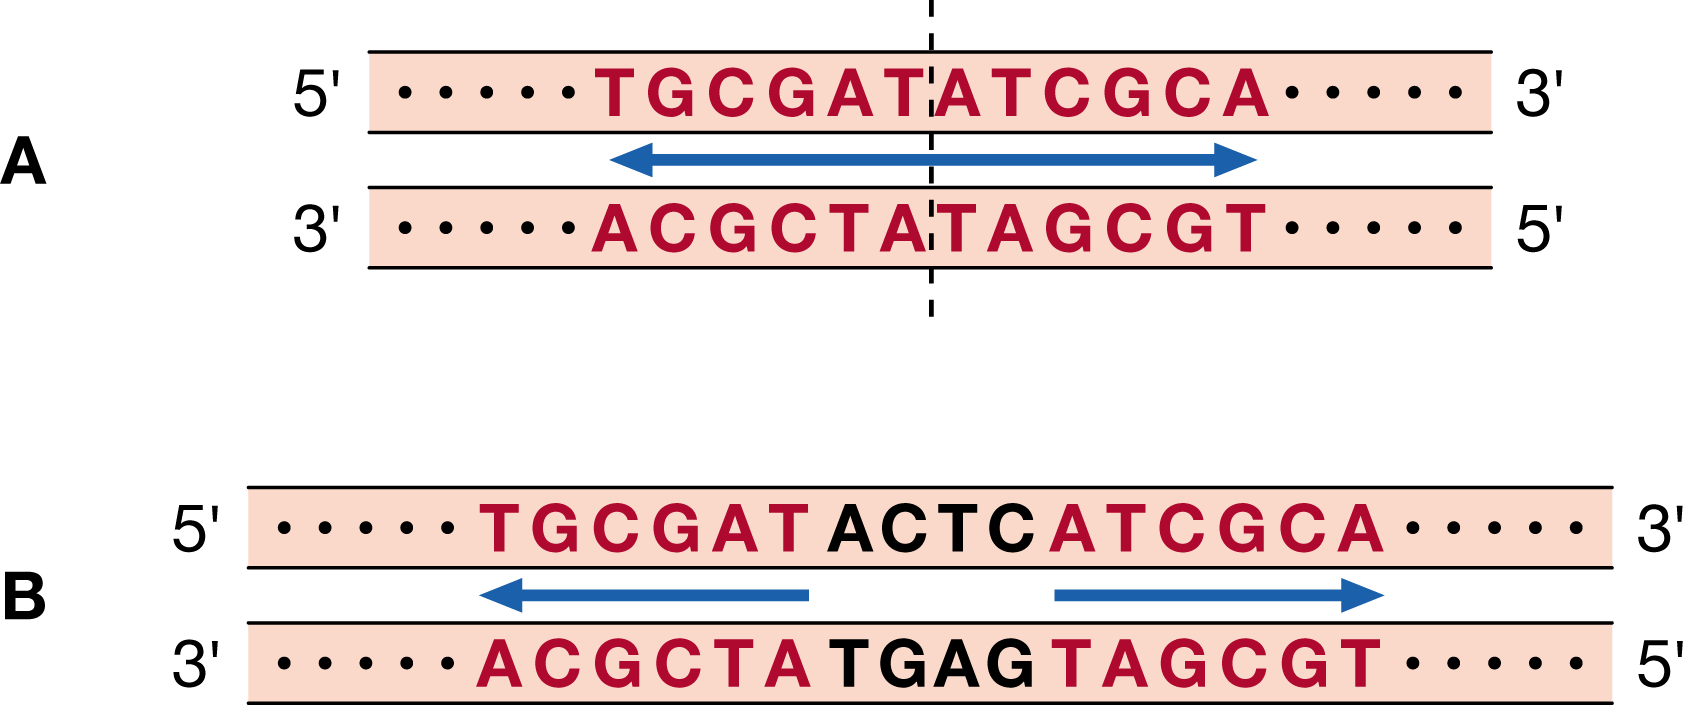 5' ·····TGCGATATCGCA····· 3'
A
3' ·····ACGCTATAGCGT····· 5'
5' ·····TGCGATACTCATCGCA····· 3'
B
3' ·····ACGCTATGAGTAGCGT····· 5'